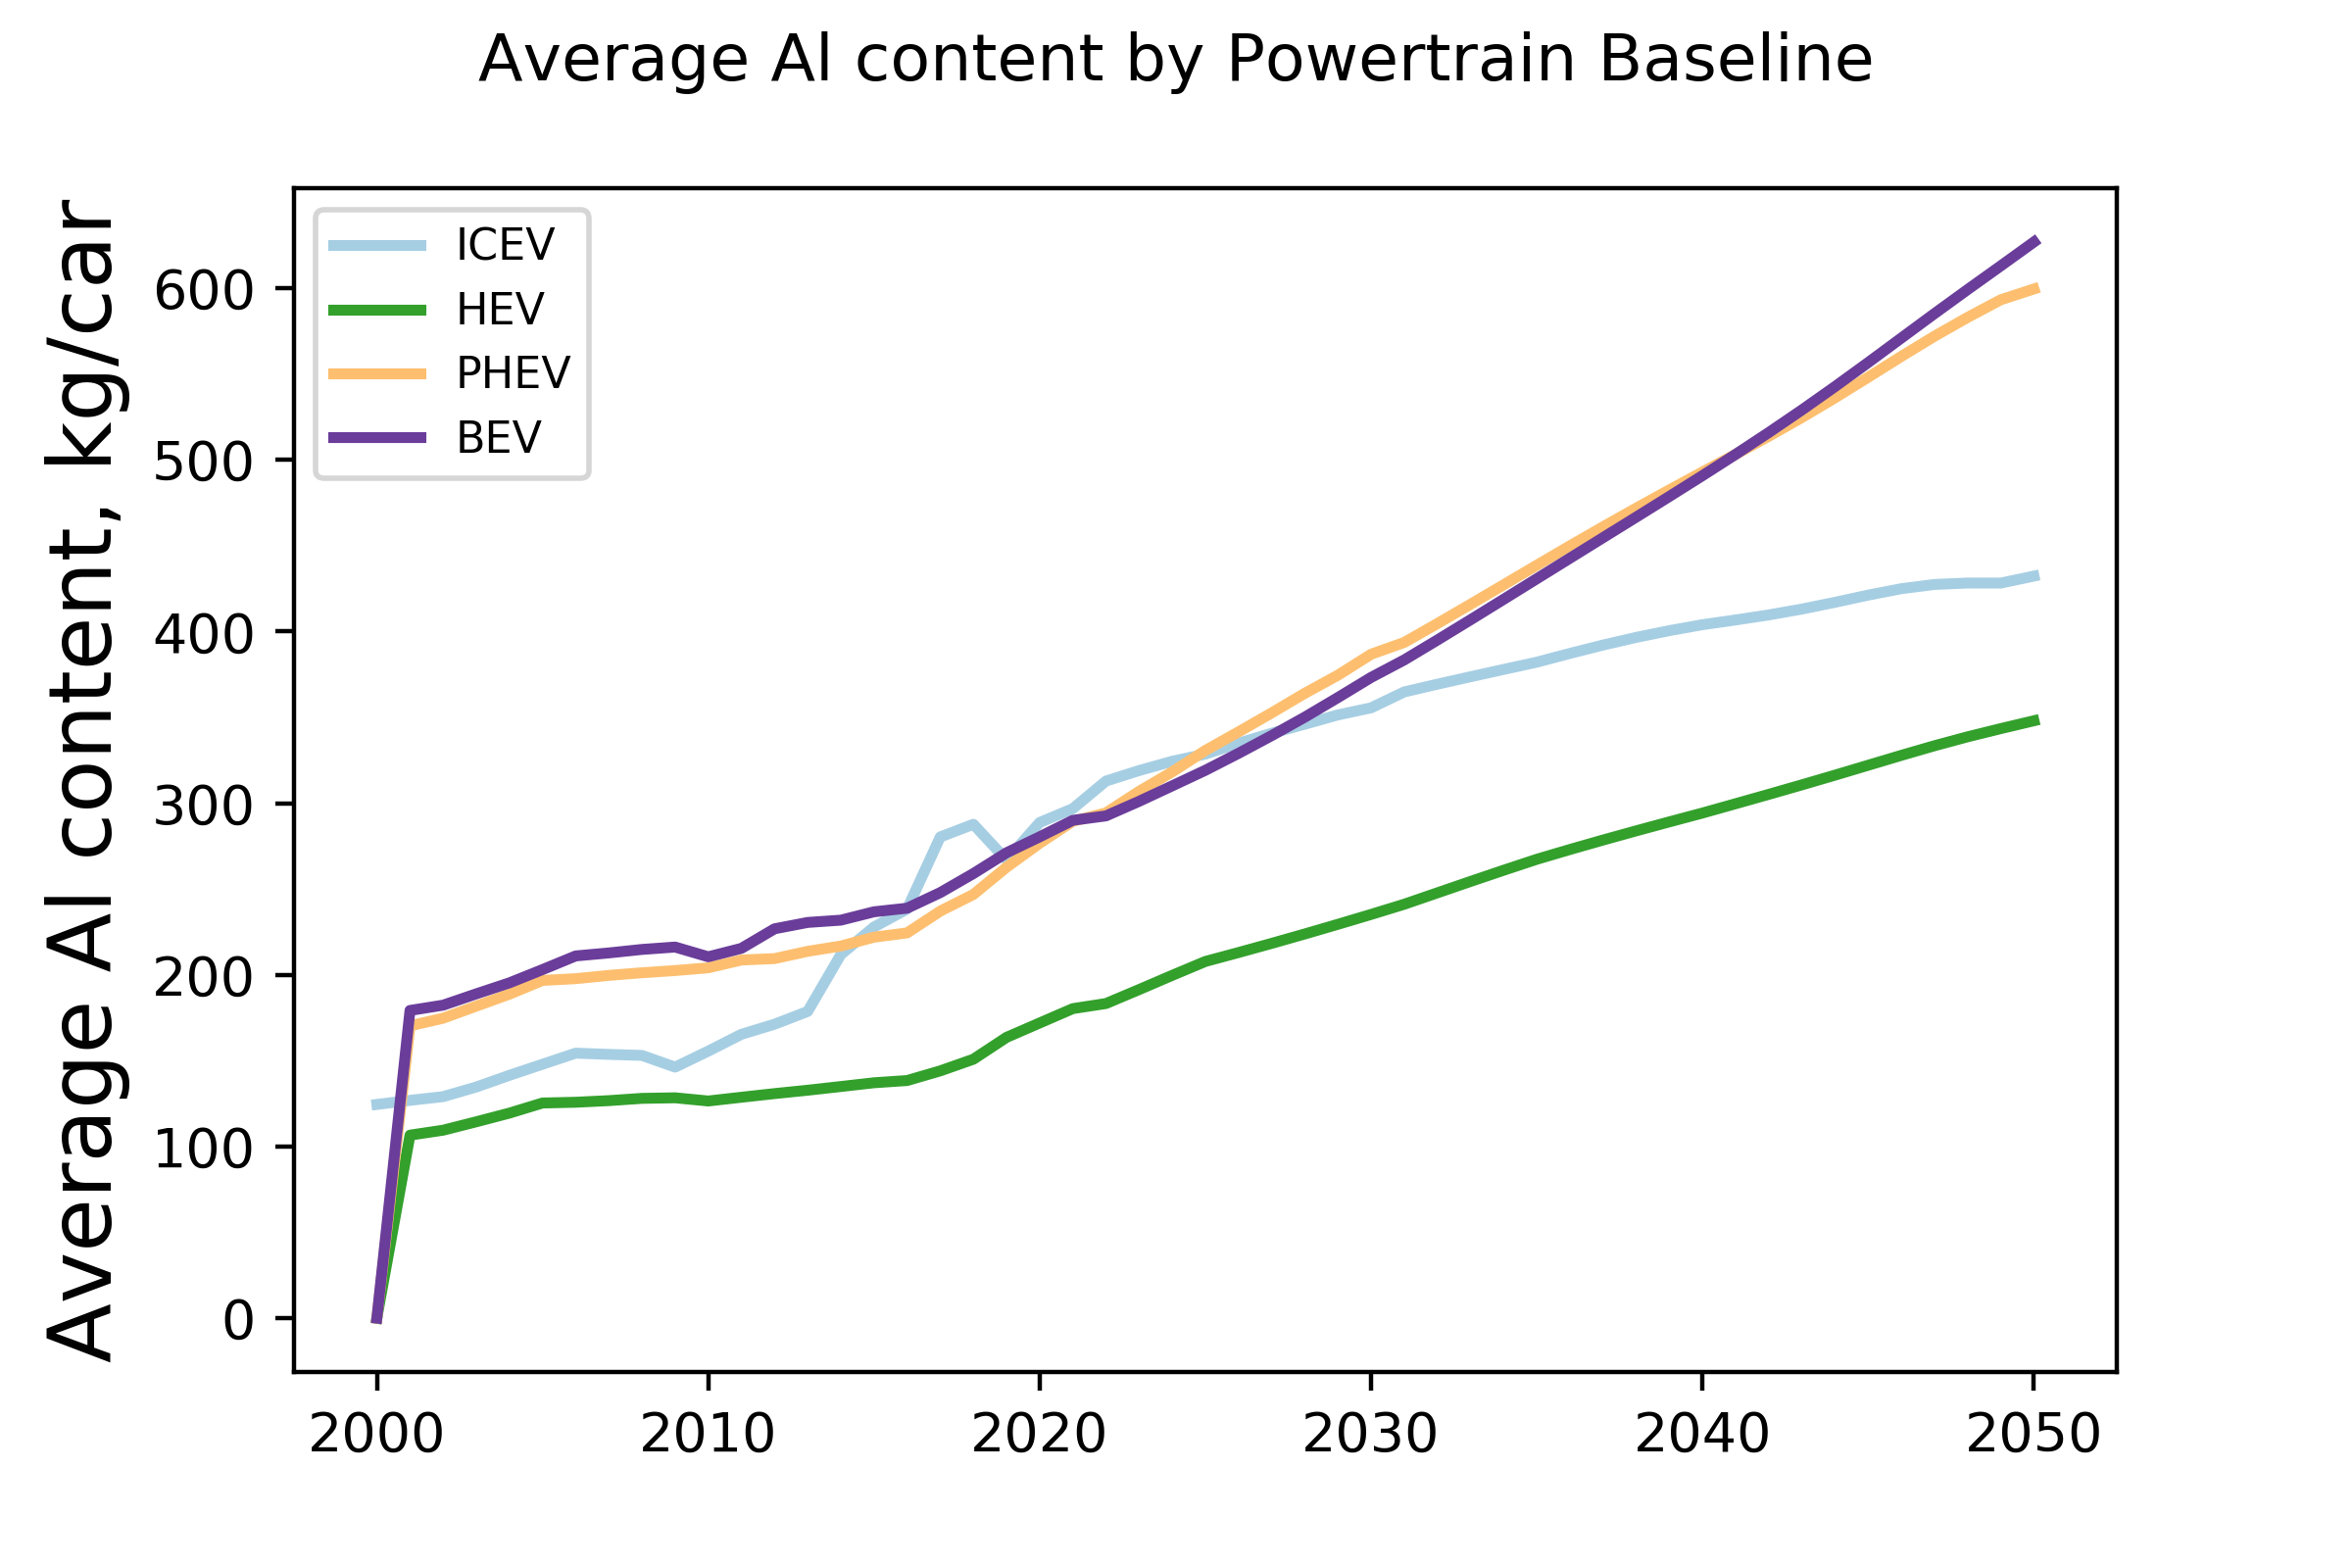 Average Al content by Powertrain Baseline
Average Al content, kg/car
600
500
400
300
200
100
0
ICEV
HEV
PHEV
BEV
2000 2010 2020 2030 2040 2050